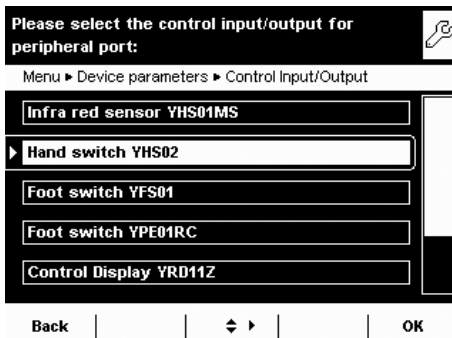 Please select the control input/output for
peripheral port:
Menu ▸ Device parameters ▸ Control Input/Output
Infra red sensor YHS01MS
Hand switch YHS02
Foot switch YFS01
Foot switch YPE01RC
Control Display YRD11Z
Back OK